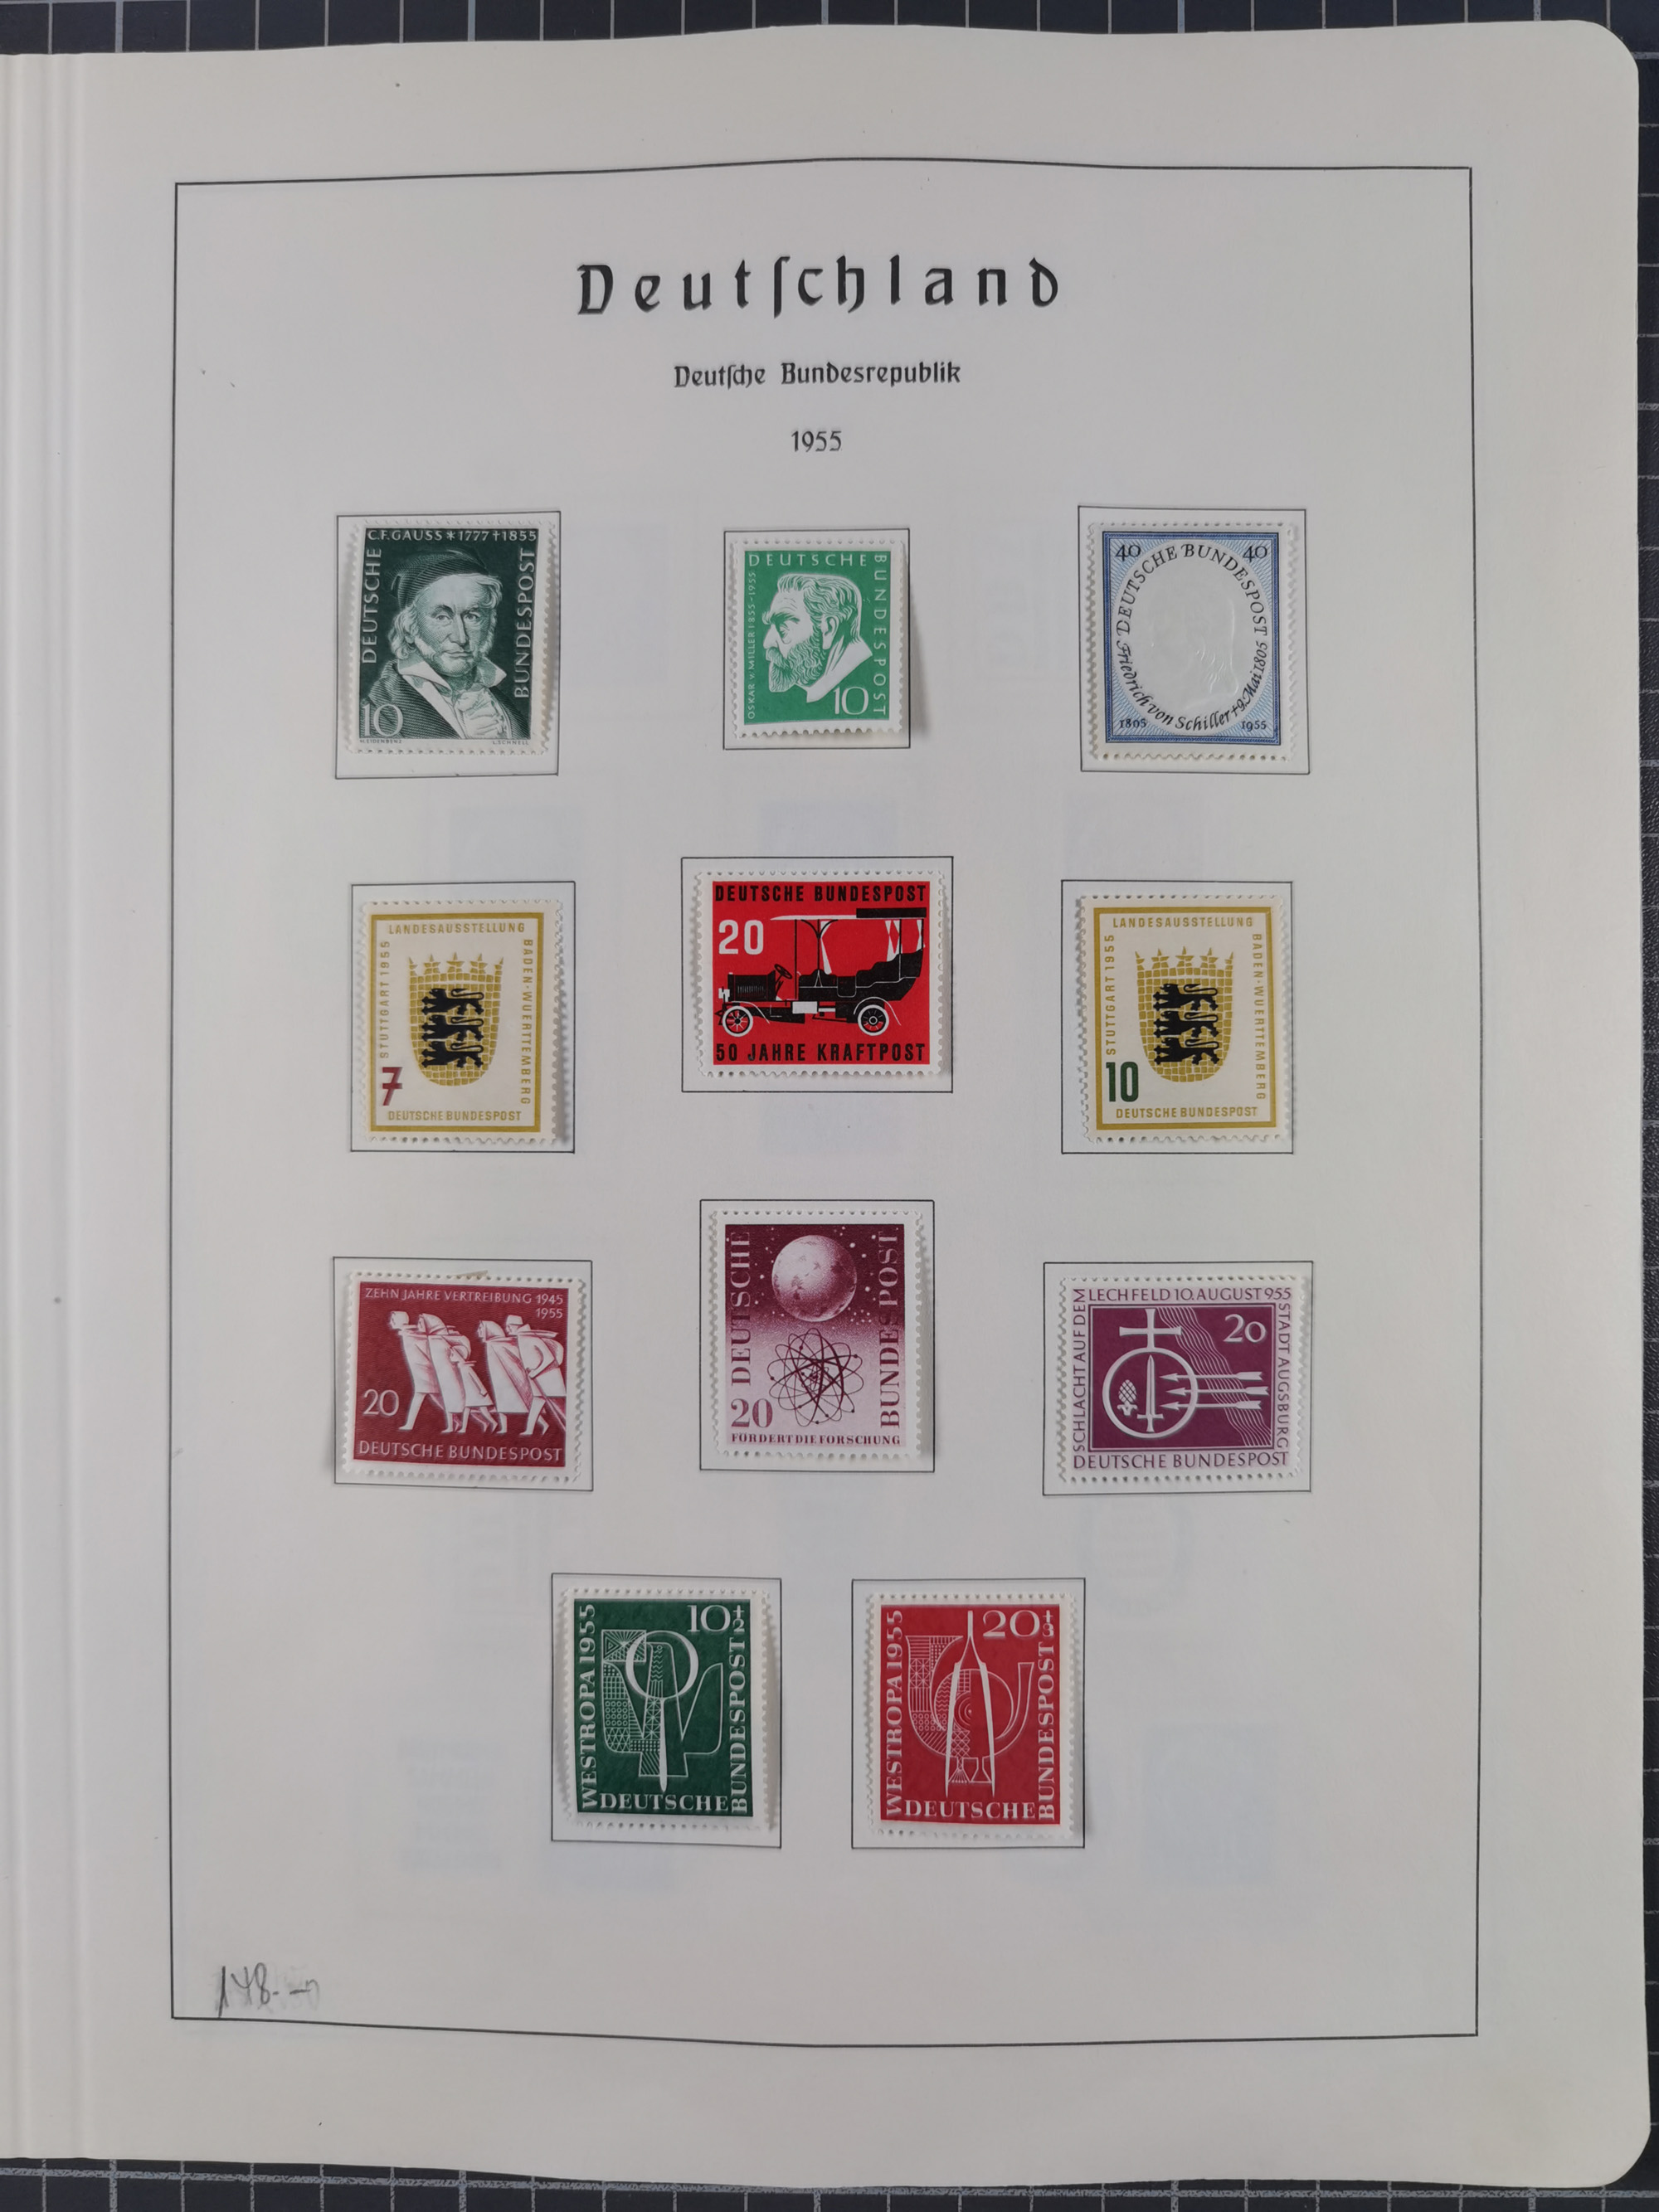 Deutſchland
Deutſche Bundesrepublik
1955
C.F. GAUSS * 1777 † 1855
DEUTSCHE
BUNDESPOST
10
DEUTSCHE
BUNDESPOST
OSKAR v. MILLER 1855-1955
10
40
40
DEUTSCHE BUNDESPOST
Friedrich von Schiller † 9. Mai 1805
1805
1955
LANDESAUSSTELLUNG
STUTTGART 1955
BADEN-WUERTTEMBERG
7
DEUTSCHE BUNDESPOST
DEUTSCHE BUNDESPOST
20
50 JAHRE KRAFTPOST
LANDESAUSSTELLUNG
STUTTGART 1955
BADEN-WUERTTEMBERG
10
DEUTSCHE BUNDESPOST
ZEHN JAHRE VERTREIBUNG 1945
1955
20
DEUTSCHE BUNDESPOST
DEUTSCHE
BUNDESPOST
20
FÖRDERT DIE FORSCHUNG
SCHLACHT AUF DEM
LECHFELD 10. AUGUST 955
STADT AUGSBURG
20
DEUTSCHE BUNDESPOST
WESTROPA 1955
10+2
DEUTSCHE
BUNDESPOST
WESTROPA 1955
20+3
DEUTSCHE
BUNDESPOST
178.-